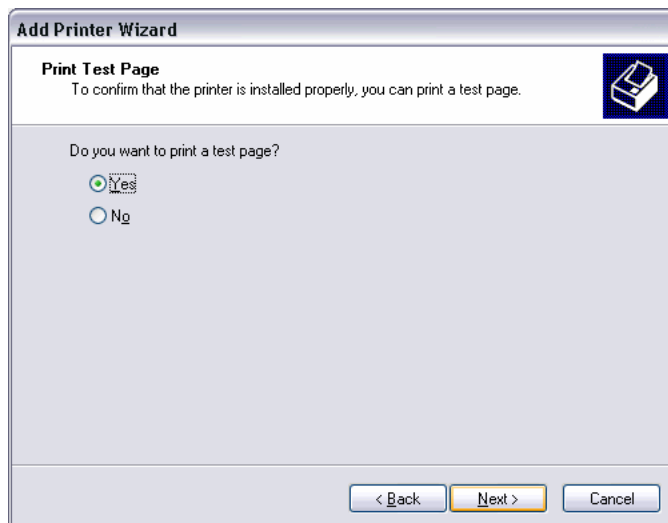 Add Printer Wizard
Print Test Page
To confirm that the printer is installed properly, you can print a test page.
Do you want to print a test page?
Yes
No
< Back Next > Cancel